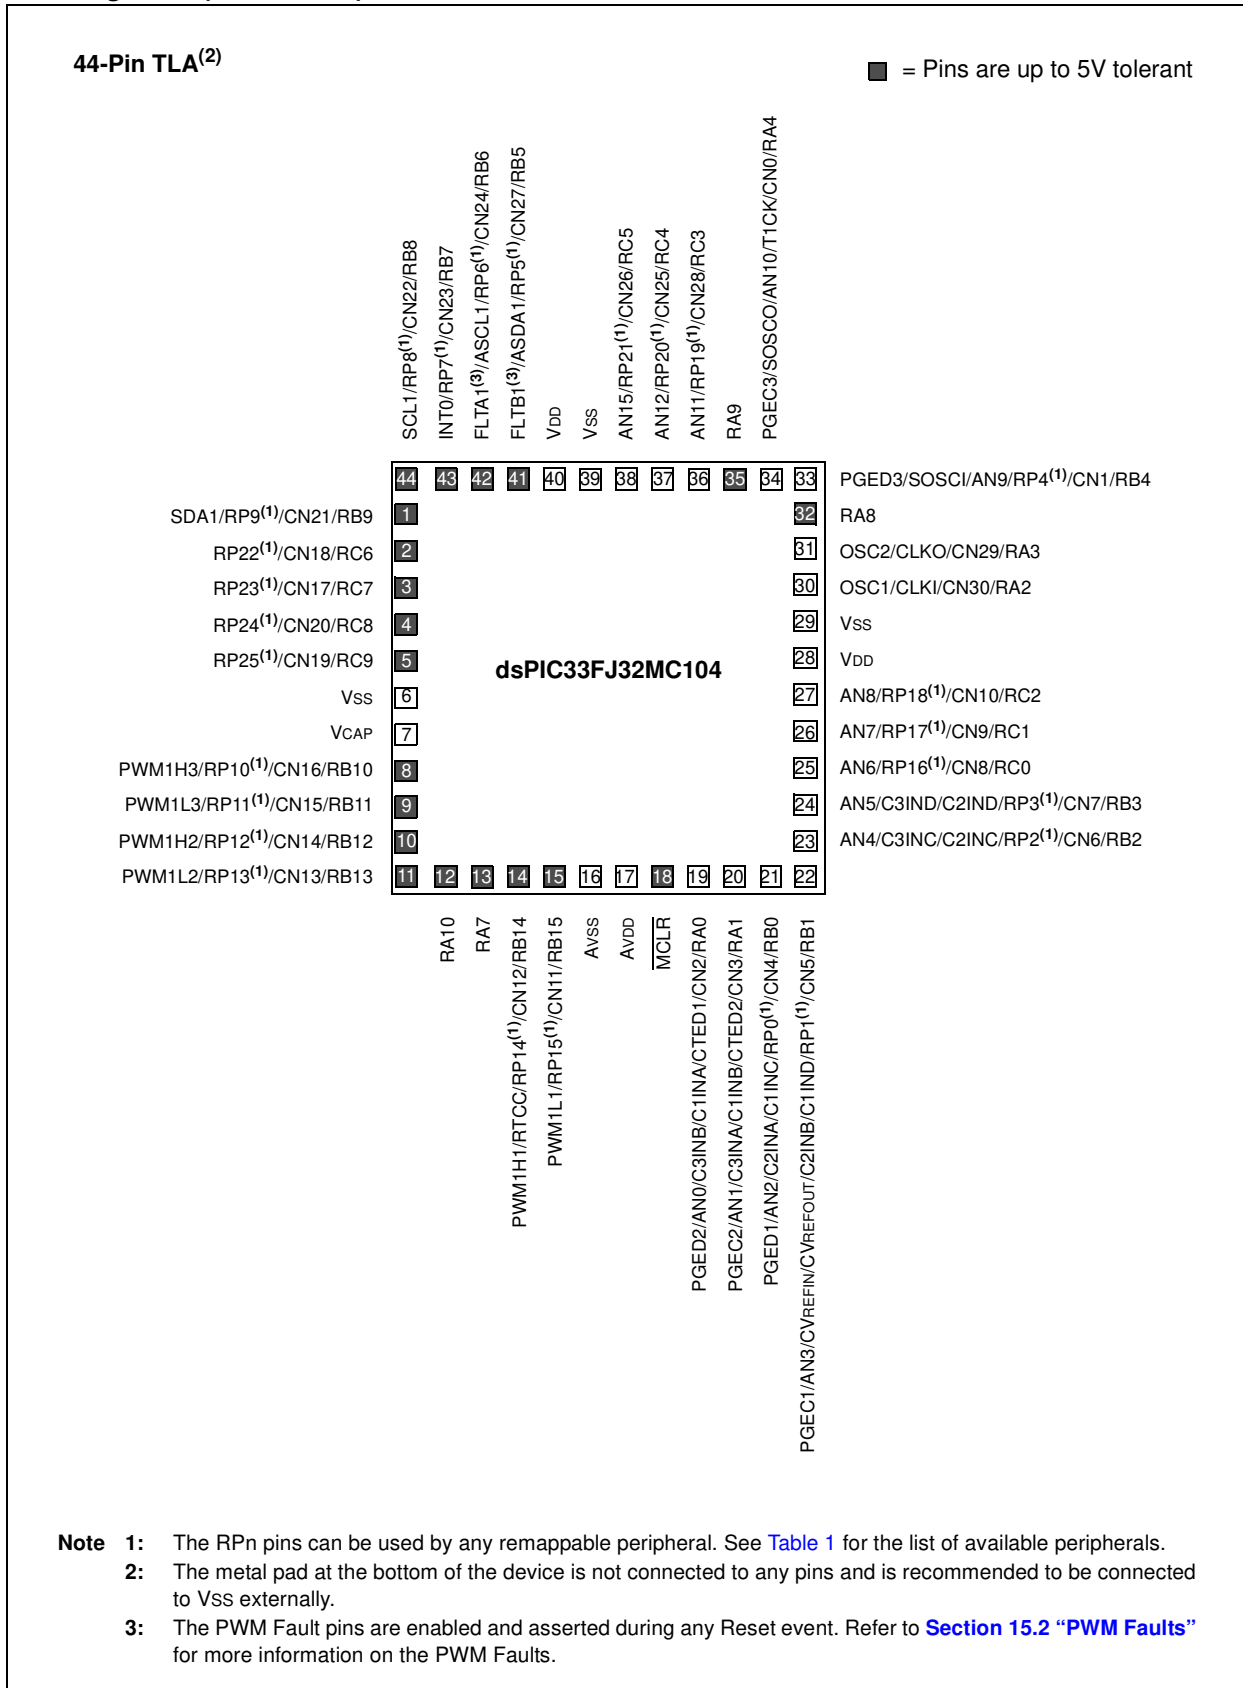 44-Pin TLA(2)
= Pins are up to 5V tolerant
SCL1/RP8(1)/CN22/RB8
INT0/RP7(1)/CN23/RB7
FLTA1(3)/ASCL1/RP6(1)/CN24/RB6
FLTB1(3)/ASDA1/RP5(1)/CN27/RB5
VDD
VSS
AN15/RP21(1)/CN26/RC5
AN12/RP20(1)/CN25/RC4
AN11/RP19(1)/CN28/RC3
RA9
PGEC3/SOSCO/AN10/T1CK/CN0/RA4
44 43 42 41 40 39 38 37 36 35 34 33 PGED3/SOSCI/AN9/RP4(1)/CN1/RB4
SDA1/RP9(1)/CN21/RB9 1 32 RA8
RP22(1)/CN18/RC6 2 31 OSC2/CLKO/CN29/RA3
RP23(1)/CN17/RC7 3 30 OSC1/CLKI/CN30/RA2
RP24(1)/CN20/RC8 4 29 VSS
RP25(1)/CN19/RC9 5 dsPIC33FJ32MC104 28 VDD
VSS 6 27 AN8/RP18(1)/CN10/RC2
VCAP 7 26 AN7/RP17(1)/CN9/RC1
PWM1H3/RP10(1)/CN16/RB10 8 25 AN6/RP16(1)/CN8/RC0
PWM1L3/RP11(1)/CN15/RB11 9 24 AN5/C3IND/C2IND/RP3(1)/CN7/RB3
PWM1H2/RP12(1)/CN14/RB12 10 23 AN4/C3INC/C2INC/RP2(1)/CN6/RB2
PWM1L2/RP13(1)/CN13/RB13 11 12 13 14 15 16 17 18 19 20 21 22
RA10
RA7
PWM1H1/RTCC/RP14(1)/CN12/RB14
PWM1L1/RP15(1)/CN11/RB15
AVSS
AVDD
MCLR
PGED2/AN0/C3INB/C1INA/CTED1/CN2/RA0
PGEC2/AN1/C3INA/C1INB/CTED2/CN3/RA1
PGED1/AN2/C2INA/C1INC/RP0(1)/CN4/RB0
PGEC1/AN3/CVREFIN/CVREFOUT/C2INB/C1IND/RP1(1)/CN5/RB1
Note 1: The RPn pins can be used by any remappable peripheral. See Table 1 for the list of available peripherals.
2: The metal pad at the bottom of the device is not connected to any pins and is recommended to be connected
to VSS externally.
3: The PWM Fault pins are enabled and asserted during any Reset event. Refer to Section 15.2 “PWM Faults”
for more information on the PWM Faults.